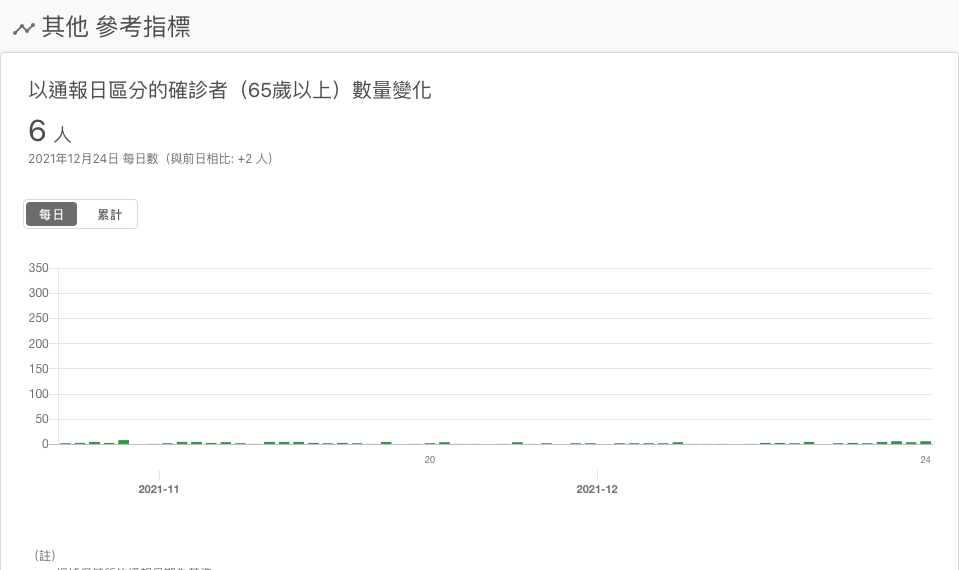 其他 參考指標
以通報日區分的確診者（65歲以上）數量變化
6 人
2021年12月24日 每日數（與前日相比: +2 人）
每日 累計
350
300
250
200
150
100
50
0
20 24
2021-11 2021-12
（註）